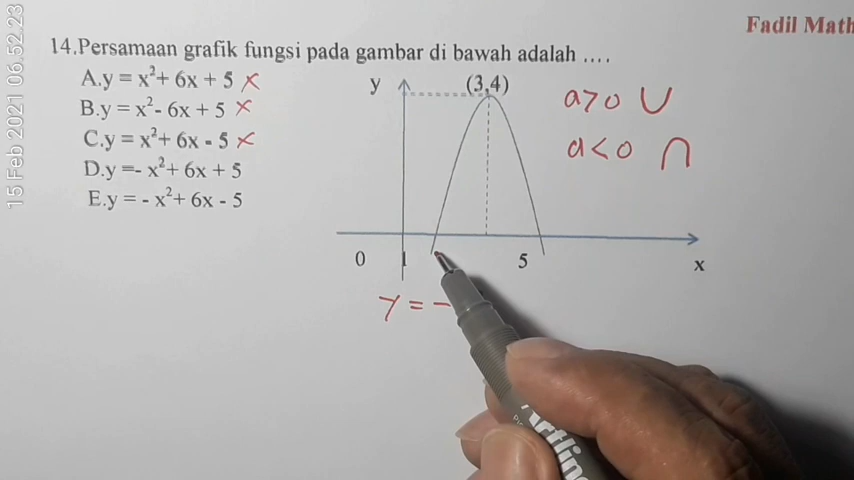 Fadil Math
14.Persamaan grafik fungsi pada gambar di bawah adalah ....
A.y = x²+ 6x + 5 ×
B.y = x²- 6x + 5 ×
C.y = x²+ 6x - 5 ×
D.y =- x²+ 6x + 5
E.y = - x²+ 6x - 5
y
(3,4)
a>0 ∪
a<0 ∩
0 1 5
x
y = -
Artline
15 Feb 2021 06.52.23